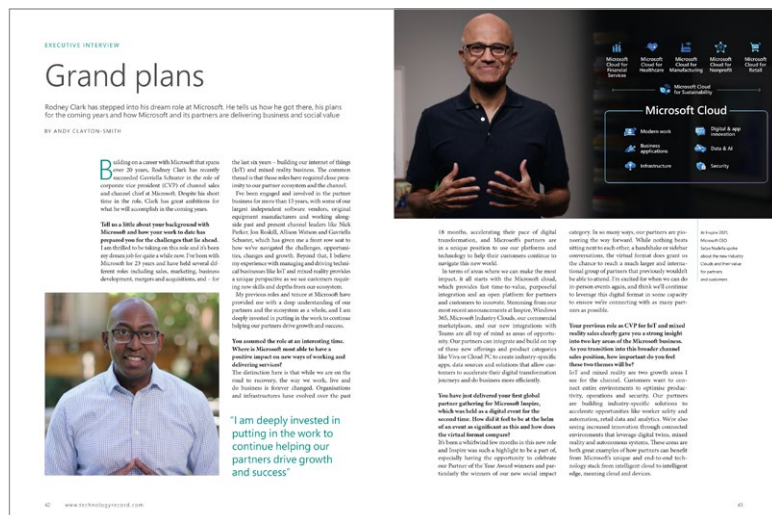 EXECUTIVE INTERVIEW
Grand plans
Rodney Clark has stepped into his dream role at Microsoft. He tells us how he got there, his plans
for the coming years and how Microsoft and its partners are delivering business and social value
BY ANDY CLAYTON-SMITH
Building on a career with Microsoft that spans
over 20 years, Rodney Clark has recently
succeeded Gavriella Schuster in the role of
corporate vice president (CVP) of channel sales
and channel chief at Microsoft. Despite his short
time in the role, Clark has great ambitions for
what he will accomplish in the coming years.
Tell us a little about your background with
Microsoft and how your work to date has
prepared you for the challenges that lie ahead.
I am thrilled to be taking on this role and it's been
my dream job for quite a while now. I've been with
Microsoft for 23 years and have held several dif-
ferent roles including sales, marketing, business
development, mergers and acquisitions, and – for
the last six years – building our internet of things
(IoT) and mixed reality business. The common
thread is that these roles have required close prox-
imity to our partner ecosystem and the channel.
I've been engaged and involved in the partner
business for more than 13 years, with some of our
largest independent software vendors, original
equipment manufacturers and working along-
side past and present channel leaders like Nick
Parker, Jon Roskill, Allison Watson and Gavriella
Schuster, which has given me a front row seat to
how we've navigated the challenges, opportuni-
ties, changes and growth. Beyond that, I believe
my experience with managing and driving techni-
cal businesses like IoT and mixed reality provides
a unique perspective as we see customers requir-
ing new skills and depths from our ecosystem.
My previous roles and tenure at Microsoft have
provided me with a deep understanding of our
partners and the ecosystem as a whole, and I am
deeply invested in putting in the work to continue
helping our partners drive growth and success.
You assumed the role at an interesting time.
Where is Microsoft most able to have a
positive impact on new ways of working and
delivering services?
The distinction here is that while we are on the
road to recovery, the way we work, live and
do business is forever changed. Organisations
and infrastructures have evolved over the past
"I am deeply invested in
putting in the work to
continue helping our
partners drive growth
and success"
42 www.technologyrecord.com
Microsoft Cloud for Financial Services
Microsoft Cloud for Healthcare
Microsoft Cloud for Manufacturing
Microsoft Cloud for Nonprofit
Microsoft Cloud for Retail
Microsoft Cloud for Sustainability
Microsoft Cloud
Modern work
Digital & app innovation
Business applications
Data & AI
Infrastructure
Security
18 months, accelerating their pace of digital
transformation, and Microsoft's partners are
in a unique position to use our platforms and
technology to help their customers continue to
navigate this new world.
In terms of areas where we can make the most
impact, it all starts with the Microsoft cloud,
which provides fast time-to-value, purposeful
integration and an open platform for partners
and customers to innovate. Stemming from our
most recent announcements at Inspire, Windows
365, Microsoft Industry Clouds, our commercial
marketplaces, and our new integrations with
Teams are all top of mind as areas of opportu-
nity. Our partners can integrate and build on top
of these new offerings and product categories
like Viva or Cloud PC to create industry-specific
apps, data sources and solutions that allow cus-
tomers to accelerate their digital transformation
journeys and do business more efficiently.
You have just delivered your first global
partner gathering for Microsoft Inspire,
which was held as a digital event for the
second time. How did it feel to be at the helm
of an event as significant as this and how does
the virtual format compare?
It's been a whirlwind few months in this new role
and Inspire was such a highlight to be a part of,
especially having the opportunity to celebrate
our Partner of the Year Award winners and par-
ticularly the winners of our new social impact
category. In so many ways, our partners are pio-
neering the way forward. While nothing beats
sitting next to each other, a handshake or sidebar
conversations, the virtual format does grant us
the chance to reach a much larger and interna-
tional group of partners that previously wouldn't
be able to attend. I'm excited for when we can do
in-person events again, and think we'll continue
to leverage this digital format in some capacity
to ensure we're connecting with as many part-
ners as possible.
Your previous role as CVP for IoT and mixed
reality sales clearly gave you a strong insight
into two key areas of the Microsoft business.
As you transition into this broader channel
sales position, how important do you feel
these two themes will be?
IoT and mixed reality are two growth areas I
see for the channel. Customers want to con-
nect entire environments to optimise produc-
tivity, operations and security. Our partners
are building industry-specific solutions to
accelerate opportunities like worker safety and
automation, retail data and analytics. We're also
seeing increased innovation through connected
environments that leverage digital twins, mixed
reality and autonomous systems. These areas are
both great examples of how partners can benefit
from Microsoft's unique and end-to-end tech-
nology stack from intelligent cloud to intelligent
edge, meaning cloud and devices.
At Inspire 2021,
Microsoft CEO
Satya Nadella spoke
about the new Industry
Clouds and their value
for partners
and customers
43